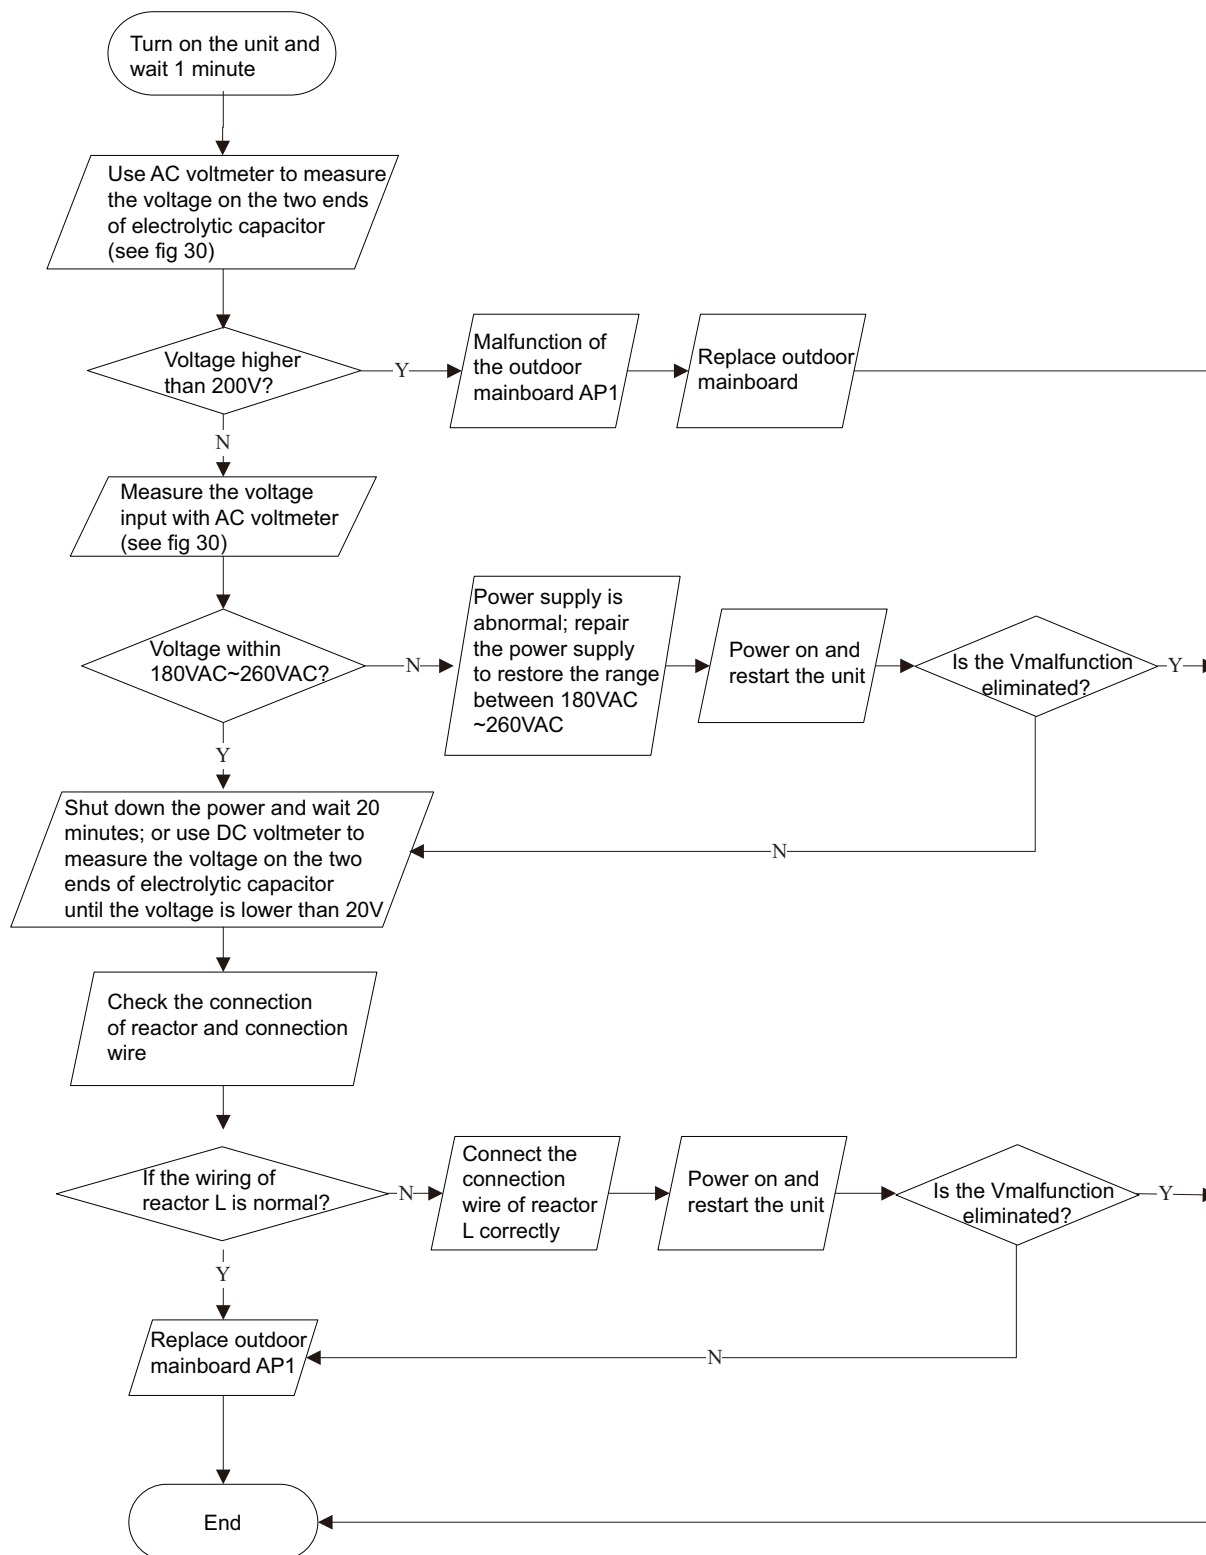 Turn on the unit and
wait 1 minute
Use AC voltmeter to measure
the voltage on the two ends
of electrolytic capacitor
(see fig 30)
Voltage higher
than 200V?
Y
Malfunction of
the outdoor
mainboard AP1
Replace outdoor
mainboard
N
Measure the voltage
input with AC voltmeter
(see fig 30)
Voltage within
180VAC~260VAC?
N
Power supply is
abnormal; repair
the power supply
to restore the range
between 180VAC
~260VAC
Power on and
restart the unit
Is the Vmalfunction
eliminated?
Y
Y
N
Shut down the power and wait 20
minutes; or use DC voltmeter to
measure the voltage on the two
ends of electrolytic capacitor
until the voltage is lower than 20V
Check the connection
of reactor and connection
wire
If the wiring of
reactor L is normal?
N
Connect the
connection
wire of reactor
L correctly
Power on and
restart the unit
Is the Vmalfunction
eliminated?
Y
Y
N
Replace outdoor
mainboard AP1
End